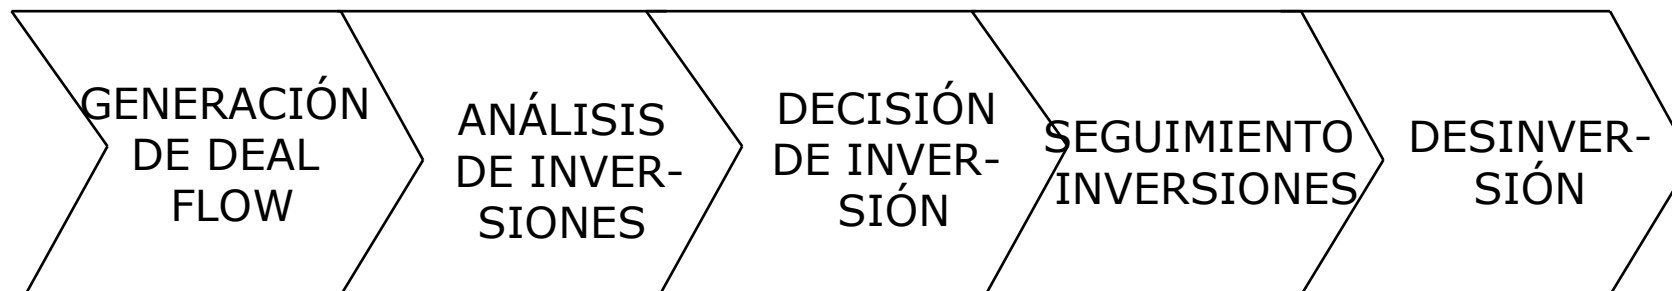 GENERACIÓN
DE DEAL
FLOW
ANÁLISIS
DE INVER-
SIONES
DECISIÓN
DE INVER-
SIÓN
SEGUIMIENTO
INVERSIONES
DESINVER-
SIÓN